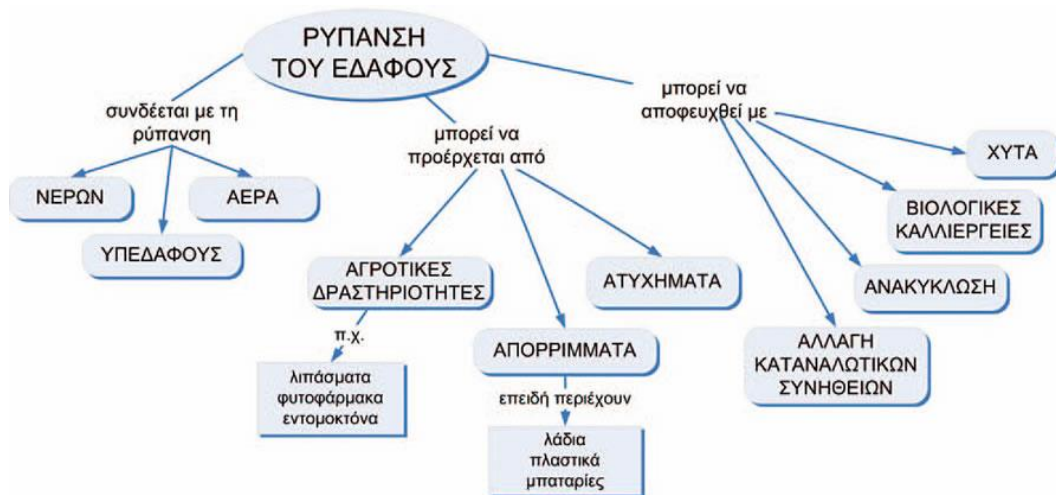 ΡΥΠΑΝΣΗ
ΤΟΥ ΕΔΑΦΟΥΣ
συνδέεται με τη
ρύπανση
ΝΕΡΩΝ
ΥΠΕΔΑΦΟΥΣ
ΑΕΡΑ
μπορεί να
προέρχεται από
ΑΓΡΟΤΙΚΕΣ
ΔΡΑΣΤΗΡΙΟΤΗΤΕΣ
π.χ.
λιπάσματα
φυτοφάρμακα
εντομοκτόνα
ΑΠΟΡΡΙΜΜΑΤΑ
επειδή περιέχουν
λάδια
πλαστικά
μπαταρίες
ΑΤΥΧΗΜΑΤΑ
μπορεί να
αποφευχθεί με
ΧΥΤΑ
ΒΙΟΛΟΓΙΚΕΣ
ΚΑΛΛΙΕΡΓΕΙΕΣ
ΑΝΑΚΥΚΛΩΣΗ
ΑΛΛΑΓΗ
ΚΑΤΑΝΑΛΩΤΙΚΩΝ
ΣΥΝΗΘΕΙΩΝ